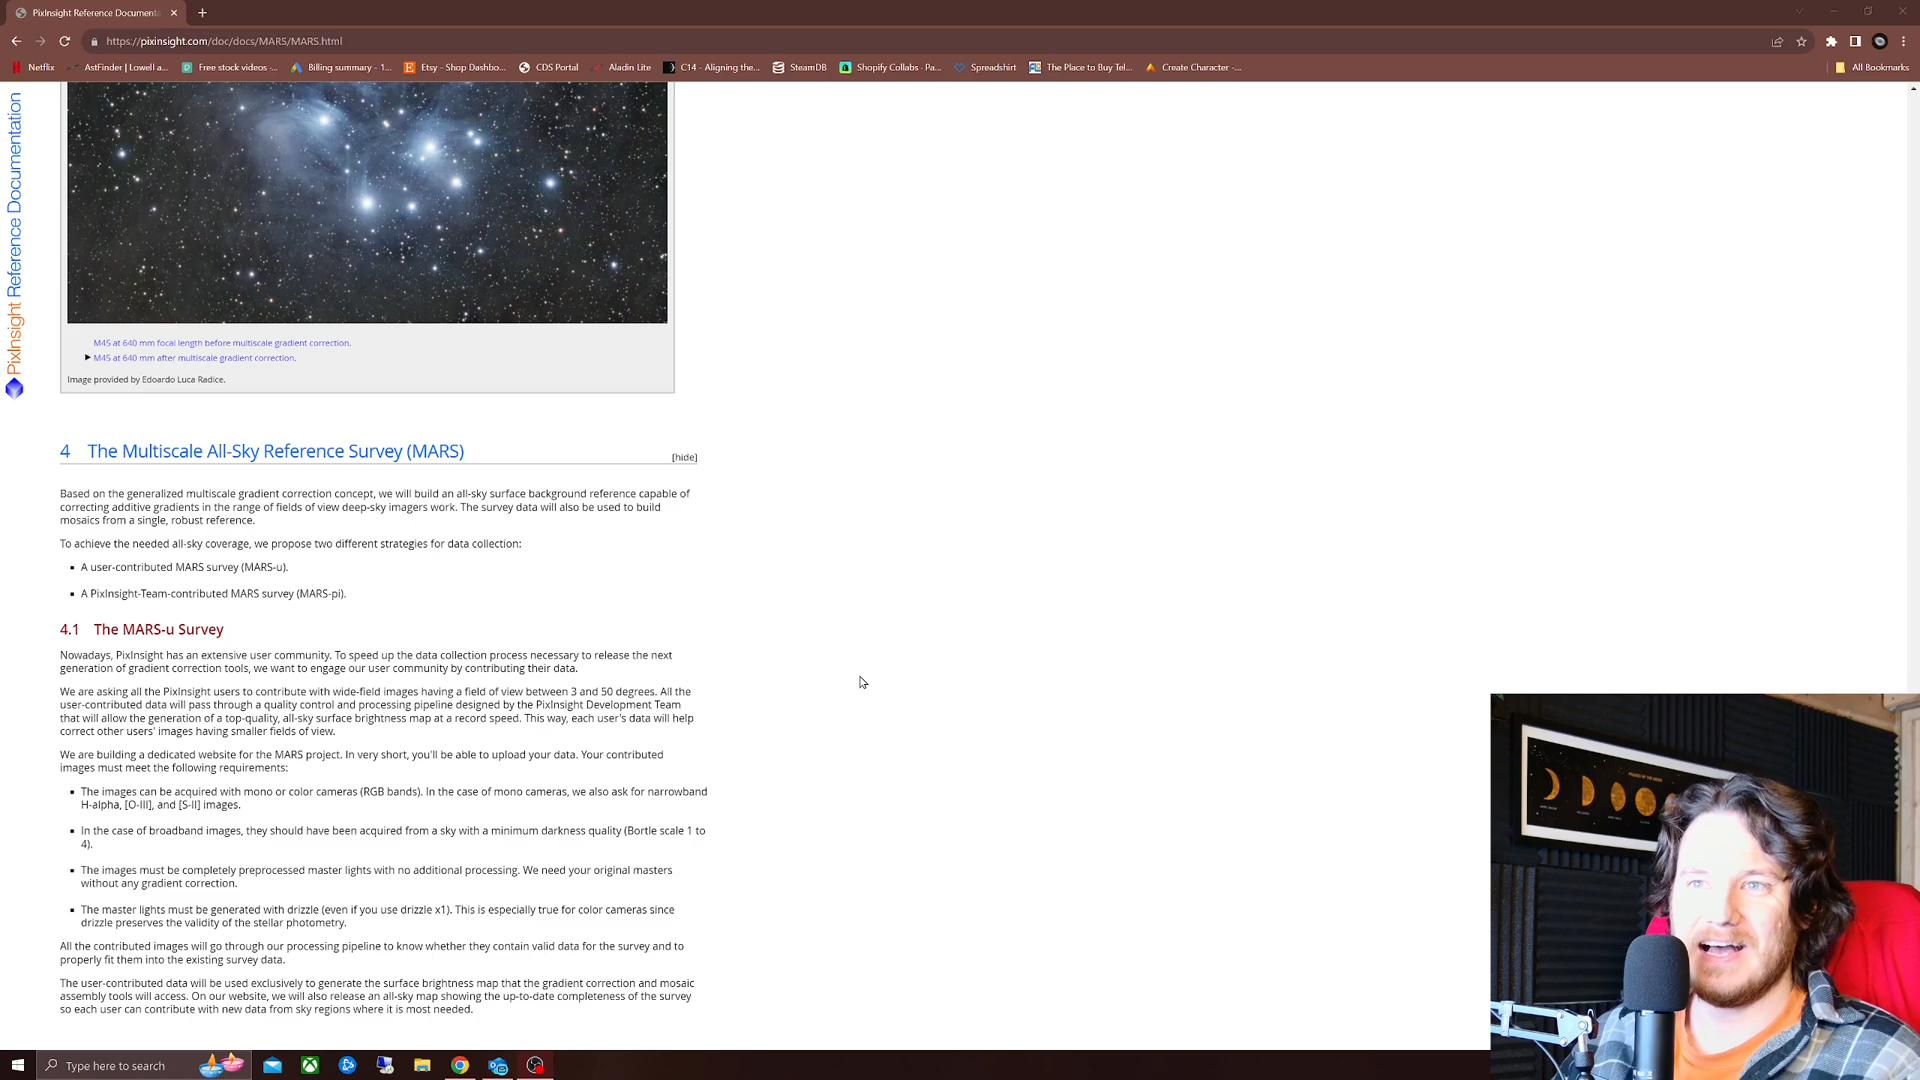 PixInsight Reference Documenta
https://pixinsight.com/doc/docs/MARS/MARS.html
Netflix
AstFinder | Lowell a...
Free stock videos -...
Billing summary - 1...
Etsy - Shop Dashbo...
CDS Portal
Aladin Lite
C14 - Aligning the...
SteamDB
Shopify Collabs - Pa...
Spreadshirt
The Place to Buy Tel...
Create Character -...
All Bookmarks
PixInsight Reference Documentation
M45 at 640 mm focal length before multiscale gradient correction.
M45 at 640 mm after multiscale gradient correction.
Image provided by Edoardo Luca Radice.
4 The Multiscale All-Sky Reference Survey (MARS)
[hide]
Based on the generalized multiscale gradient correction concept, we will build an all-sky surface background reference capable of
correcting additive gradients in the range of fields of view deep-sky imagers work. The survey data will also be used to build
mosaics from a single, robust reference.
To achieve the needed all-sky coverage, we propose two different strategies for data collection:
▪ A user-contributed MARS survey (MARS-u).
▪ A PixInsight-Team-contributed MARS survey (MARS-pi).
4.1 The MARS-u Survey
Nowadays, PixInsight has an extensive user community. To speed up the data collection process necessary to release the next
generation of gradient correction tools, we want to engage our user community by contributing their data.
We are asking all the PixInsight users to contribute with wide-field images having a field of view between 3 and 50 degrees. All the
user-contributed data will pass through a quality control and processing pipeline designed by the PixInsight Development Team
that will allow the generation of a top-quality, all-sky surface brightness map at a record speed. This way, each user's data will help
correct other users' images having smaller fields of view.
We are building a dedicated website for the MARS project. In very short, you'll be able to upload your data. Your contributed
images must meet the following requirements:
▪ The images can be acquired with mono or color cameras (RGB bands). In the case of mono cameras, we also ask for narrowband
H-alpha, [O-III], and [S-II] images.
▪ In the case of broadband images, they should have been acquired from a sky with a minimum darkness quality (Bortle scale 1 to
4).
▪ The images must be completely preprocessed master lights with no additional processing. We need your original masters
without any gradient correction.
▪ The master lights must be generated with drizzle (even if you use drizzle x1). This is especially true for color cameras since
drizzle preserves the validity of the stellar photometry.
All the contributed images will go through our processing pipeline to know whether they contain valid data for the survey and to
properly fit them into the existing survey data.
The user-contributed data will be used exclusively to generate the surface brightness map that the gradient correction and mosaic
assembly tools will access. On our website, we will also release an all-sky map showing the up-to-date completeness of the survey
so each user can contribute with new data from sky regions where it is most needed.
Type here to search